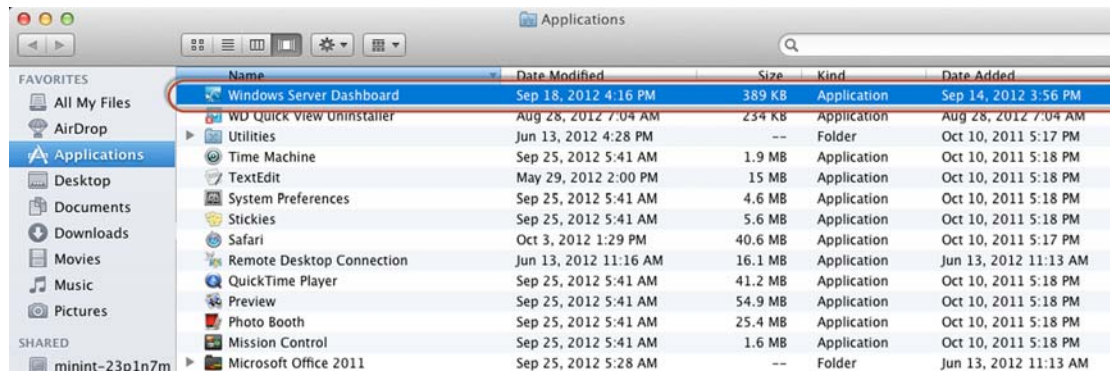 Applications
FAVORITES
All My Files
AirDrop
Applications
Desktop
Documents
Downloads
Movies
Music
Pictures
SHARED
minint-23p1n7m
Name Date Modified Size Kind Date Added
Windows Server Dashboard Sep 18, 2012 4:16 PM 389 KB Application Sep 14, 2012 3:56 PM
WD Quick View Uninstaller Aug 28, 2012 7:04 AM 234 KB Application Aug 28, 2012 7:04 AM
Utilities Jun 13, 2012 4:28 PM -- Folder Oct 10, 2011 5:17 PM
Time Machine Sep 25, 2012 5:41 AM 1.9 MB Application Oct 10, 2011 5:18 PM
TextEdit May 29, 2012 2:00 PM 15 MB Application Oct 10, 2011 5:18 PM
System Preferences Sep 25, 2012 5:41 AM 4.6 MB Application Oct 10, 2011 5:18 PM
Stickies Sep 25, 2012 5:41 AM 5.6 MB Application Oct 10, 2011 5:18 PM
Safari Oct 3, 2012 1:29 PM 40.6 MB Application Oct 10, 2011 5:17 PM
Remote Desktop Connection Jun 13, 2012 11:16 AM 16.1 MB Application Jun 13, 2012 11:13 AM
QuickTime Player Sep 25, 2012 5:41 AM 41.2 MB Application Oct 10, 2011 5:18 PM
Preview Sep 25, 2012 5:41 AM 54.9 MB Application Oct 10, 2011 5:18 PM
Photo Booth Sep 25, 2012 5:41 AM 25.4 MB Application Oct 10, 2011 5:18 PM
Mission Control Sep 25, 2012 5:41 AM 1.6 MB Application Oct 10, 2011 5:18 PM
Microsoft Office 2011 Sep 25, 2012 5:28 AM -- Folder Jun 13, 2012 11:13 AM